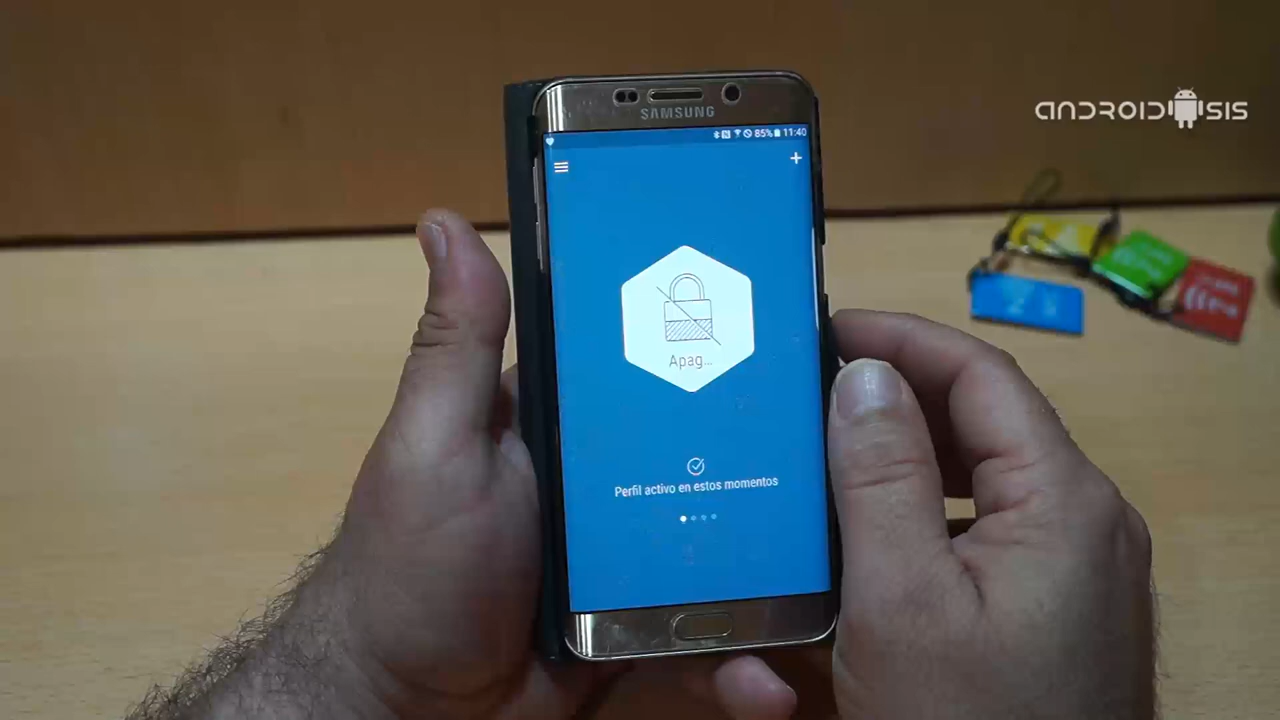 ANDROIDSIS
SAMSUNG
85% 11:40
Apag...
Perfil activo en estos momentos